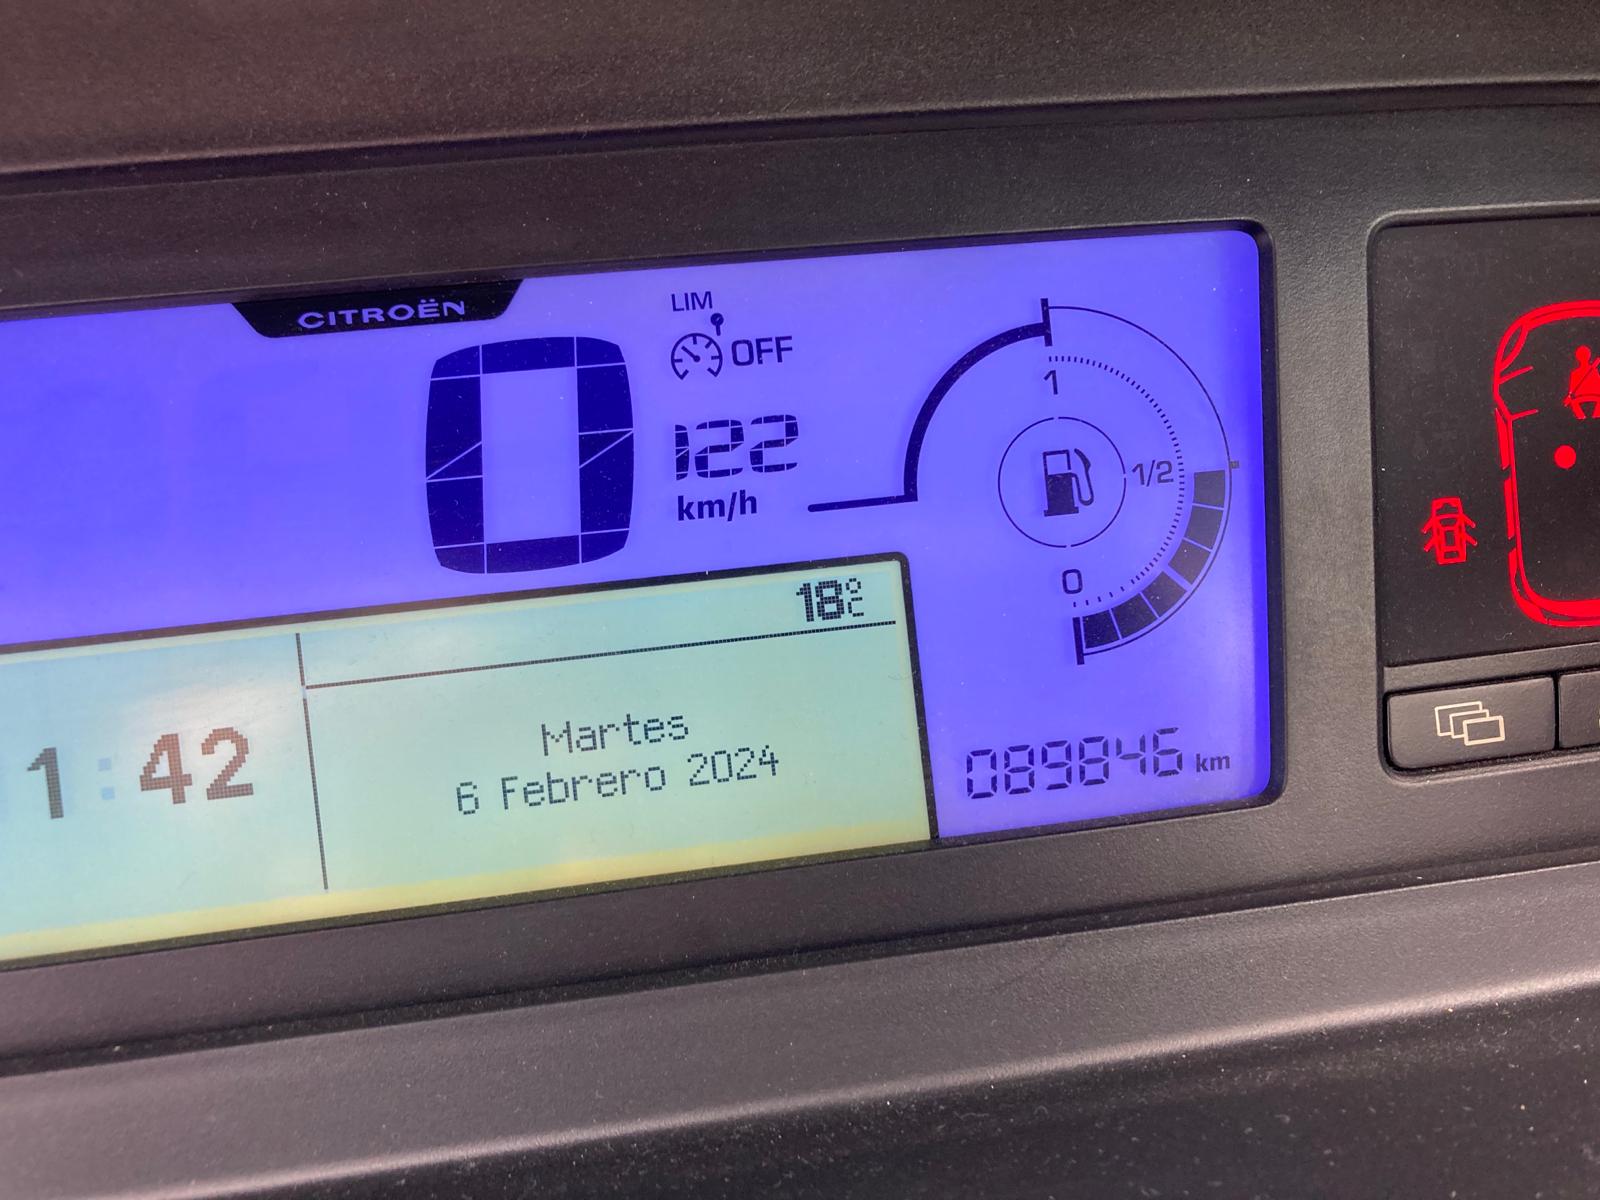 CITROËN
LIM
OFF
0
122
km/h
1
1/2
0
18°C
1:42
Martes
6 Febrero 2024
089846 km